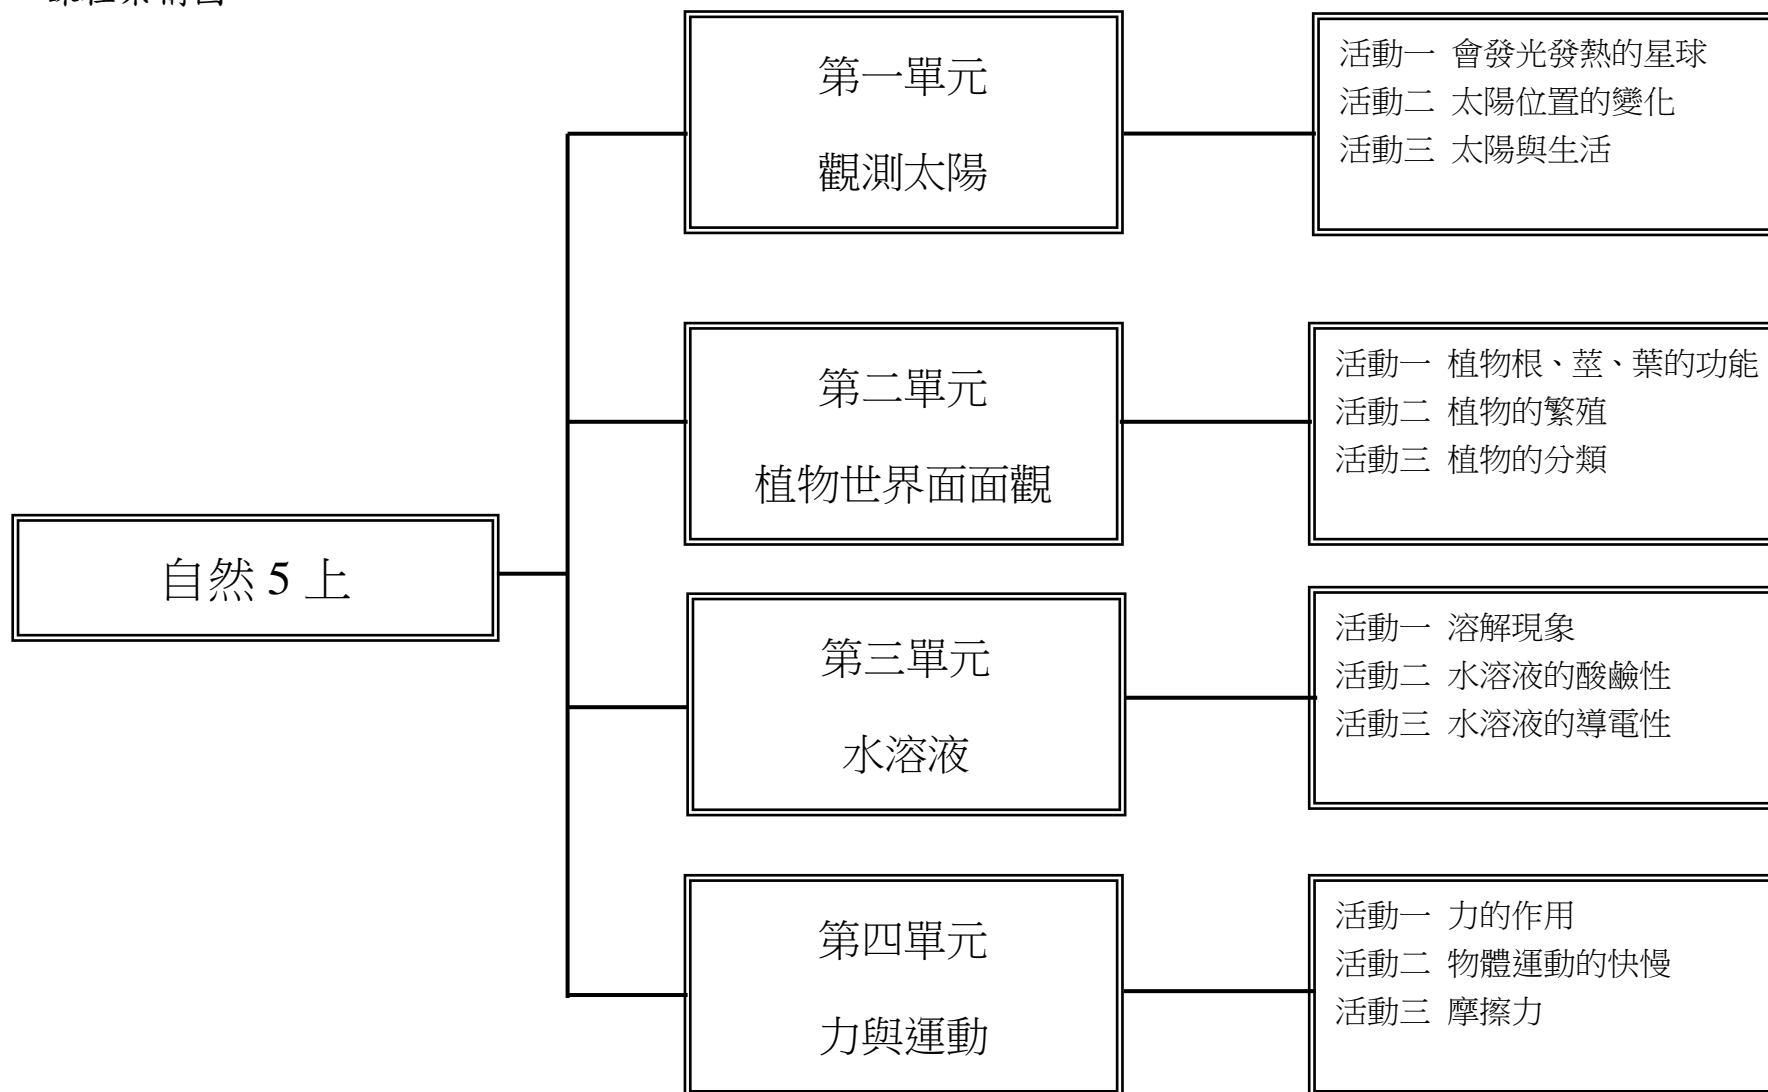 自然 5 上
第一單元
觀測太陽
活動一 會發光發熱的星球
活動二 太陽位置的變化
活動三 太陽與生活
第二單元
植物世界面面觀
活動一 植物根、莖、葉的功能
活動二 植物的繁殖
活動三 植物的分類
第三單元
水溶液
活動一 溶解現象
活動二 水溶液的酸鹼性
活動三 水溶液的導電性
第四單元
力與運動
活動一 力的作用
活動二 物體運動的快慢
活動三 摩擦力